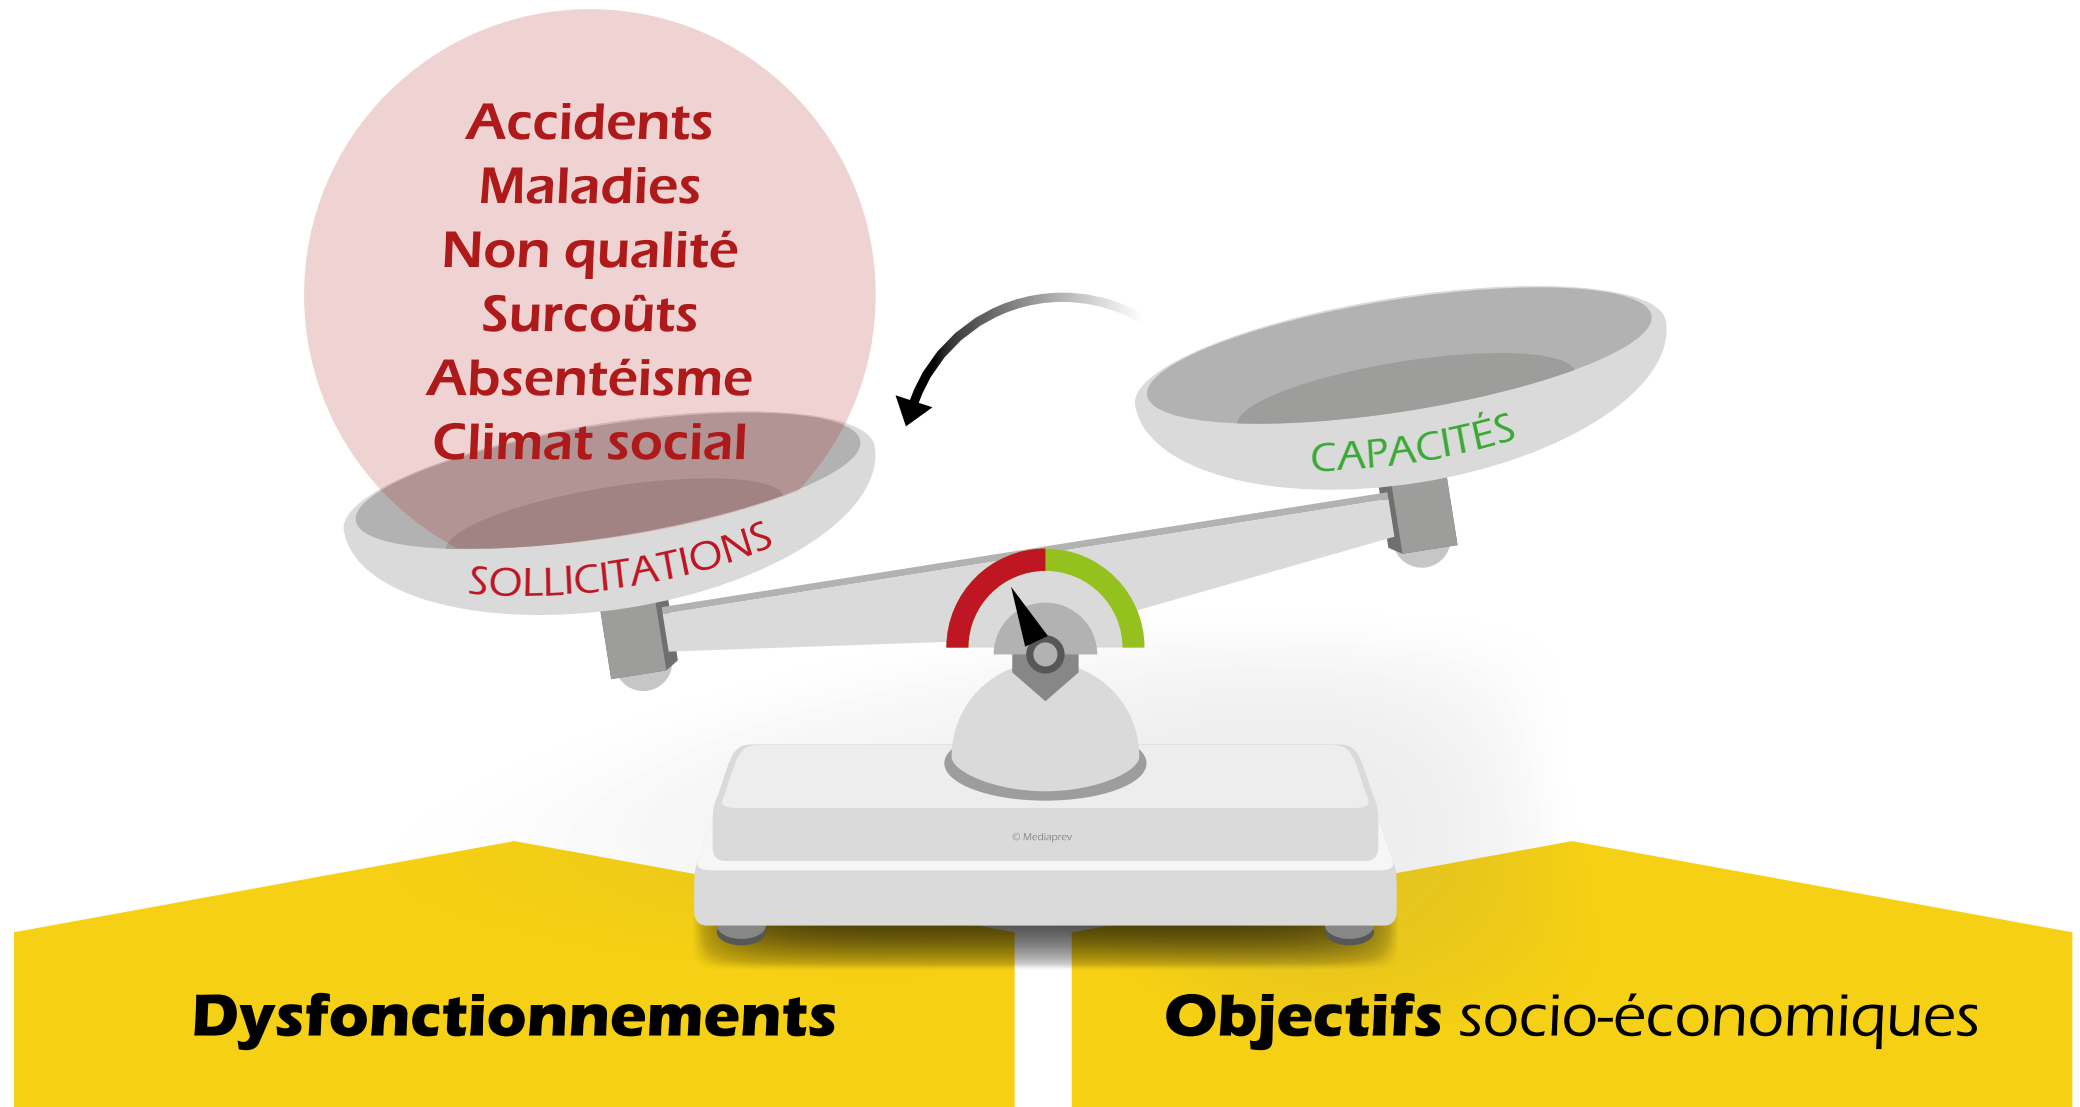 Accidents
Maladies
Non qualité
Surcoûts
Absentéisme
Climat social
SOLLICITATIONS
CAPACITÉS
© Mediaprev
Dysfonctionnements
Objectifs socio-économiques